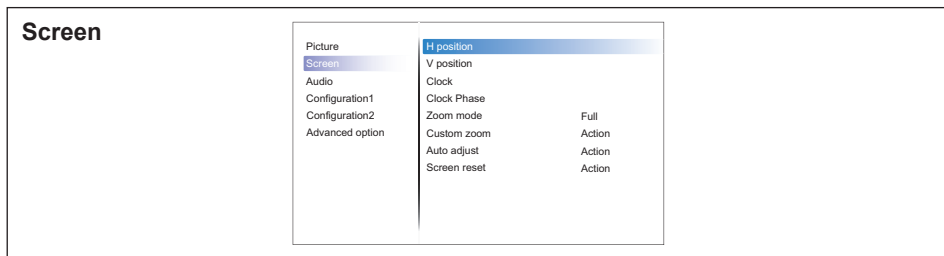 Screen
Picture
Screen
Audio
Configuration1
Configuration2
Advanced option
H position
V position
Clock
Clock Phase
Zoom mode Full
Custom zoom Action
Auto adjust Action
Screen reset Action